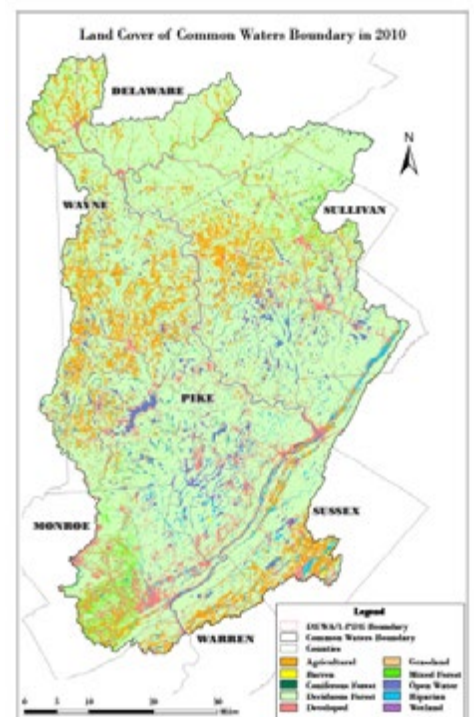 Land Cover of Common Waters Boundary in 2010
DELAWARE
N
WAYNE
SULLIVAN
PIKE
SUSSEX
MONROE
WARREN
Legend
Boundary
Common Waters Boundary
Counties
Agricultural
Grassland
Barren
Mixed Forest
Coniferous Forest
Open Water
Deciduous Forest
Riparian
Developed
Wetland
0 5 10 20 30
Miles